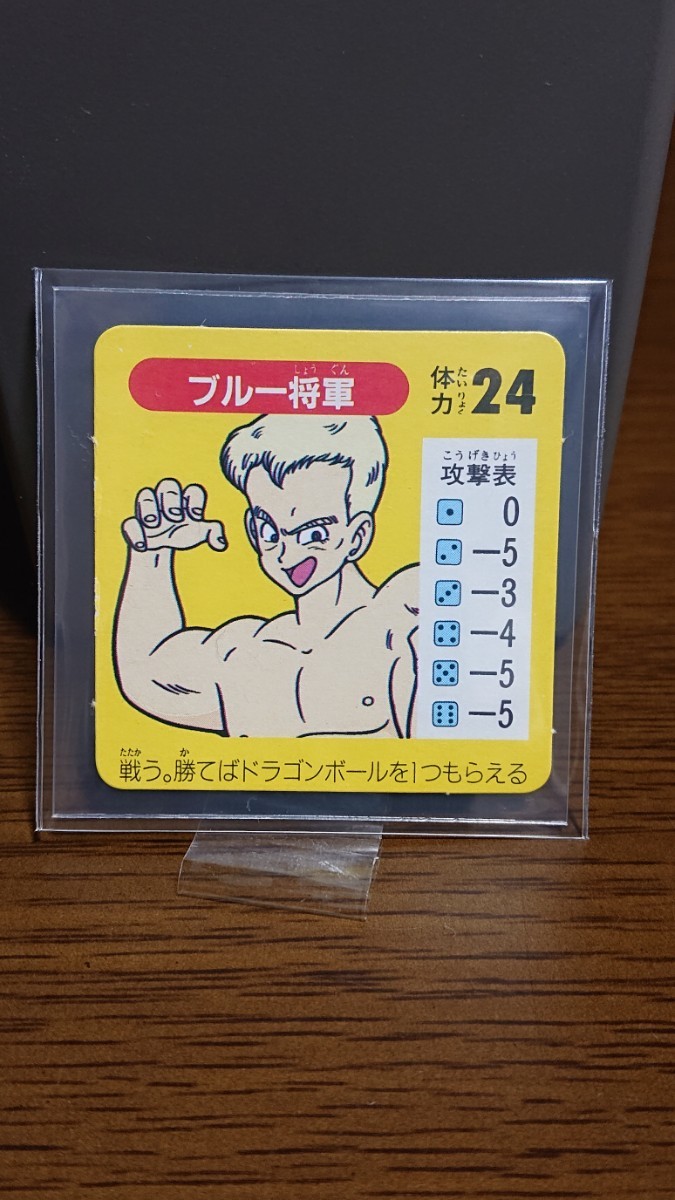 しょう ぐん
ブルー将軍
体力 たいりょく 24
こうげきひょう
攻撃表
0
−5
−3
−4
−5
−5
たたか か
戦う。勝てばドラゴンボールを1つもらえる